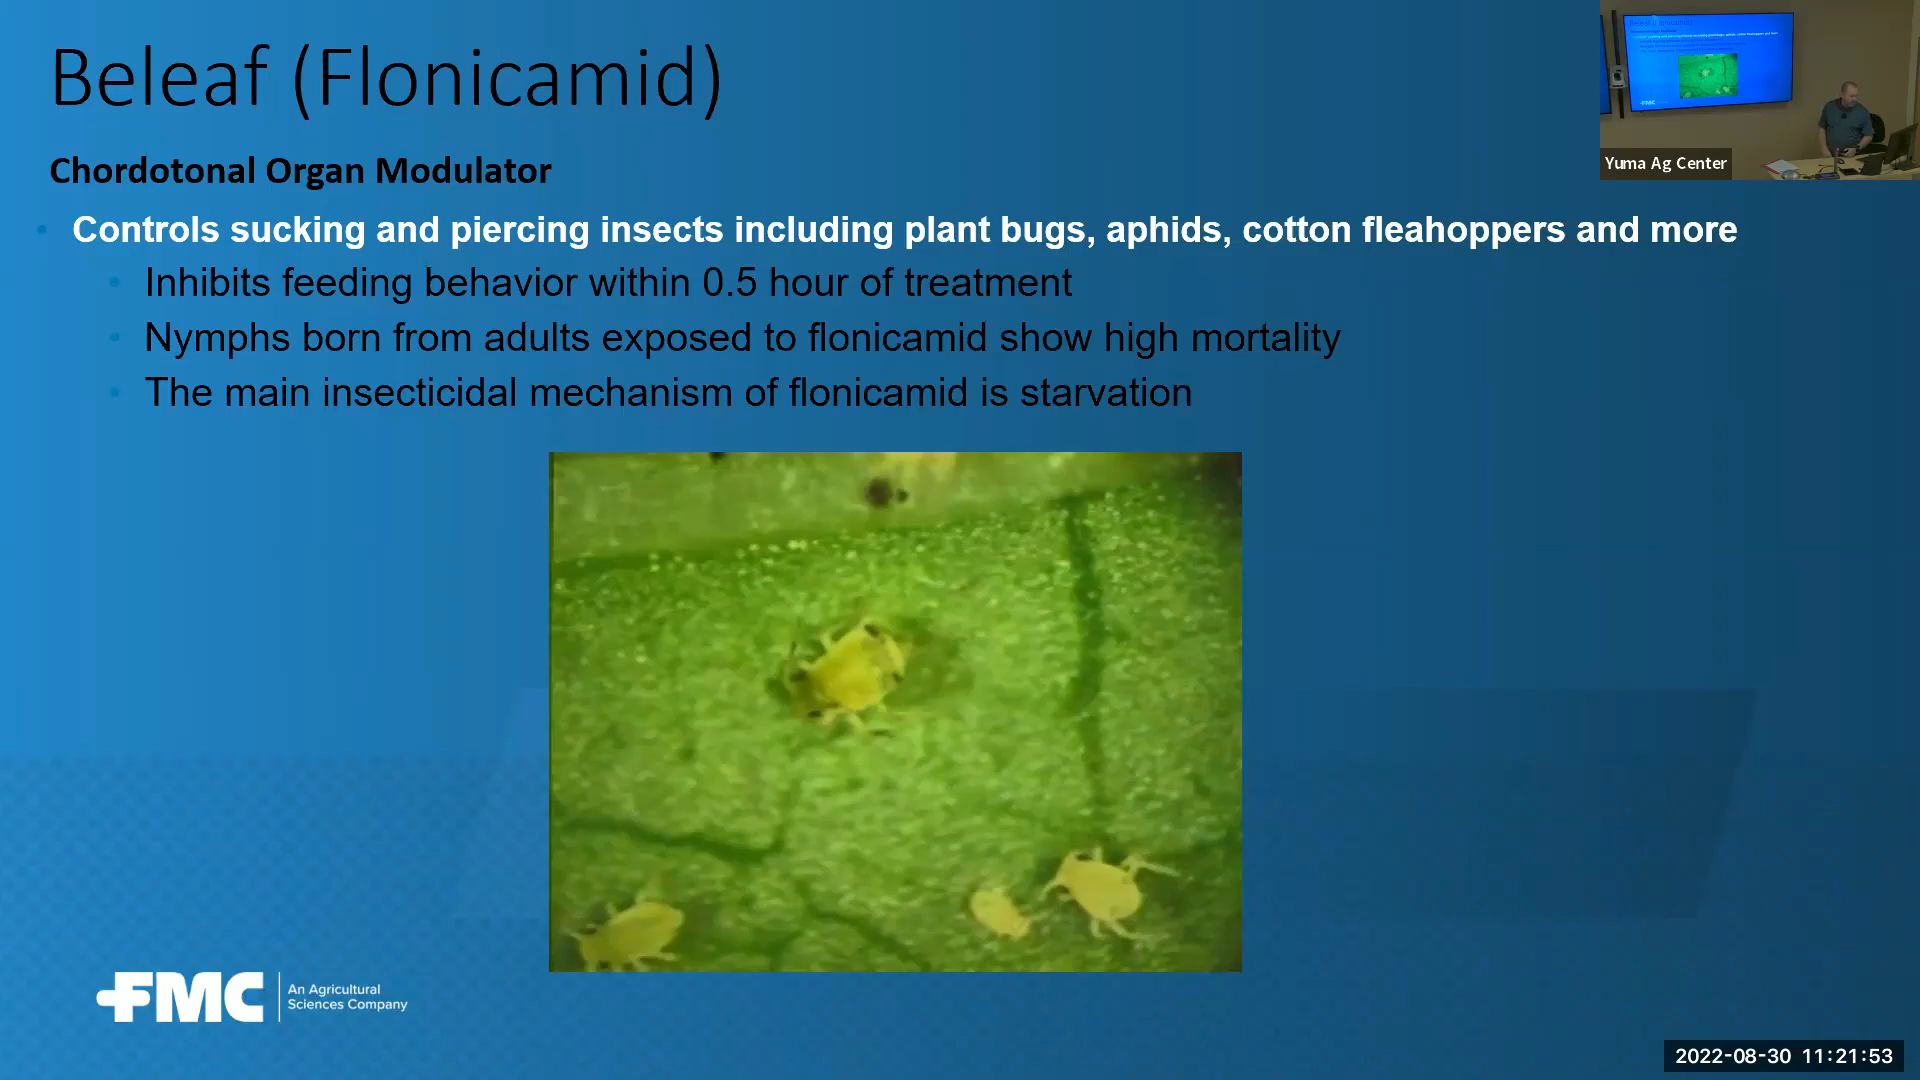 Beleaf (Flonicamid)
Chordotonal Organ Modulator
Controls sucking and piercing insects including plant bugs, aphids, cotton fleahoppers and more
Inhibits feeding behavior within 0.5 hour of treatment
Nymphs born from adults exposed to flonicamid show high mortality
The main insecticidal mechanism of flonicamid is starvation
Yuma Ag Center
FMC
An Agricultural
Sciences Company
2022-08-30 11:21:53